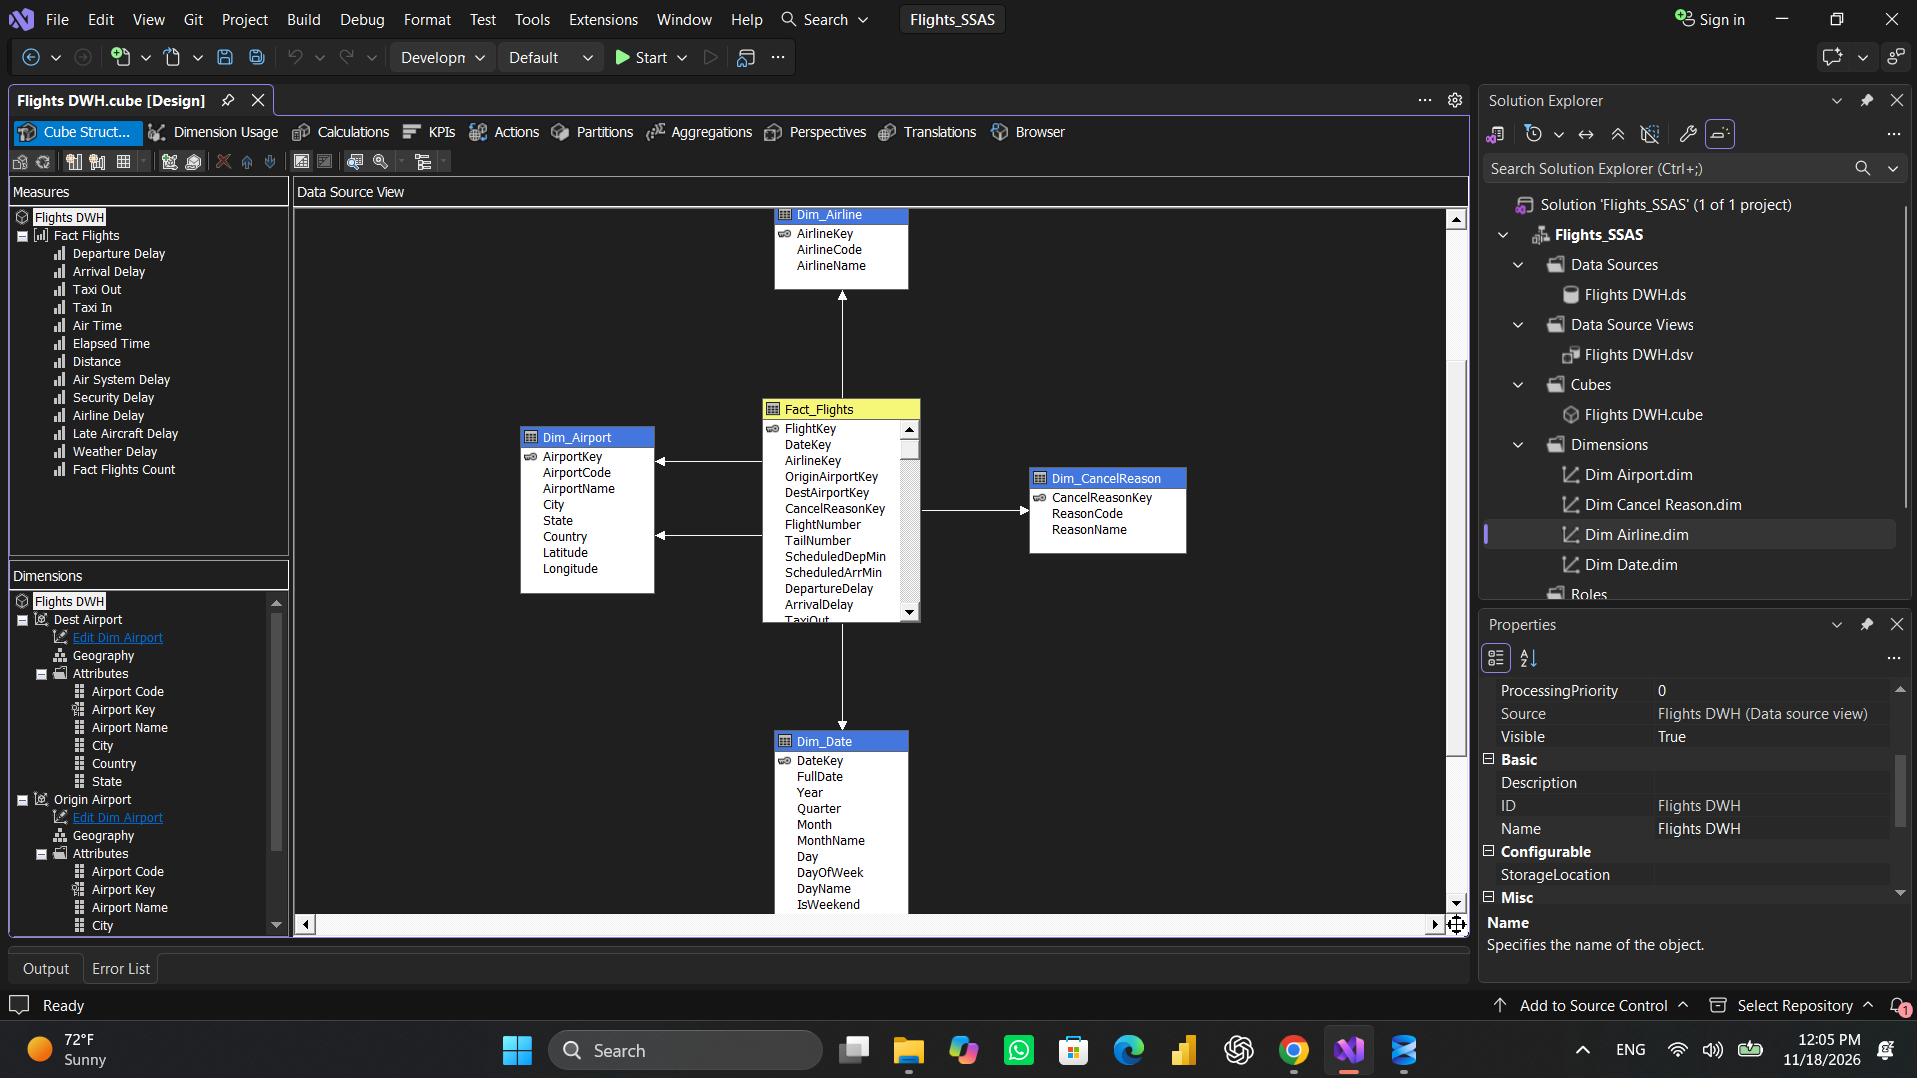 File Edit View Git Project Build Debug Format Test Tools Extensions Window Help Search Flights_SSAS Sign in
Developm Default Start
Flights DWH.cube [Design]
Cube Struct... Dimension Usage Calculations KPIs Actions Partitions Aggregations Perspectives Translations Browser
Measures
Flights DWH
Fact Flights
Departure Delay
Arrival Delay
Taxi Out
Taxi In
Air Time
Elapsed Time
Distance
Air System Delay
Security Delay
Airline Delay
Late Aircraft Delay
Weather Delay
Fact Flights Count
Dimensions
Flights DWH
Dest Airport
Edit Dim Airport
Geography
Attributes
Airport Code
Airport Key
Airport Name
City
Country
State
Origin Airport
Edit Dim Airport
Geography
Attributes
Airport Code
Airport Key
Airport Name
City
Data Source View
Dim_Airline
AirlineKey
AirlineCode
AirlineName
Dim_Airport
AirportKey
AirportCode
AirportName
City
State
Country
Latitude
Longitude
Fact_Flights
FlightKey
DateKey
AirlineKey
OriginAirportKey
DestAirportKey
CancelReasonKey
FlightNumber
TailNumber
ScheduledDepMin
ScheduledArrMin
DepartureDelay
ArrivalDelay
TaxiOut
Dim_CancelReason
CancelReasonKey
ReasonCode
ReasonName
Dim_Date
DateKey
FullDate
Year
Quarter
Month
MonthName
Day
DayOfWeek
DayName
IsWeekend
Solution Explorer
Search Solution Explorer (Ctrl+;)
Solution 'Flights_SSAS' (1 of 1 project)
Flights_SSAS
Data Sources
Flights DWH.ds
Data Source Views
Flights DWH.dsv
Cubes
Flights DWH.cube
Dimensions
Dim Airport.dim
Dim Cancel Reason.dim
Dim Airline.dim
Dim Date.dim
Roles
Properties
ProcessingPriority 0
Source Flights DWH (Data source view)
Visible True
Basic
Description
ID Flights DWH
Name Flights DWH
Configurable
StorageLocation
Misc
Name
Specifies the name of the object.
Output Error List
Ready Add to Source Control Select Repository 1
72°F
Sunny
Search
ENG
12:05 PM
11/18/2026